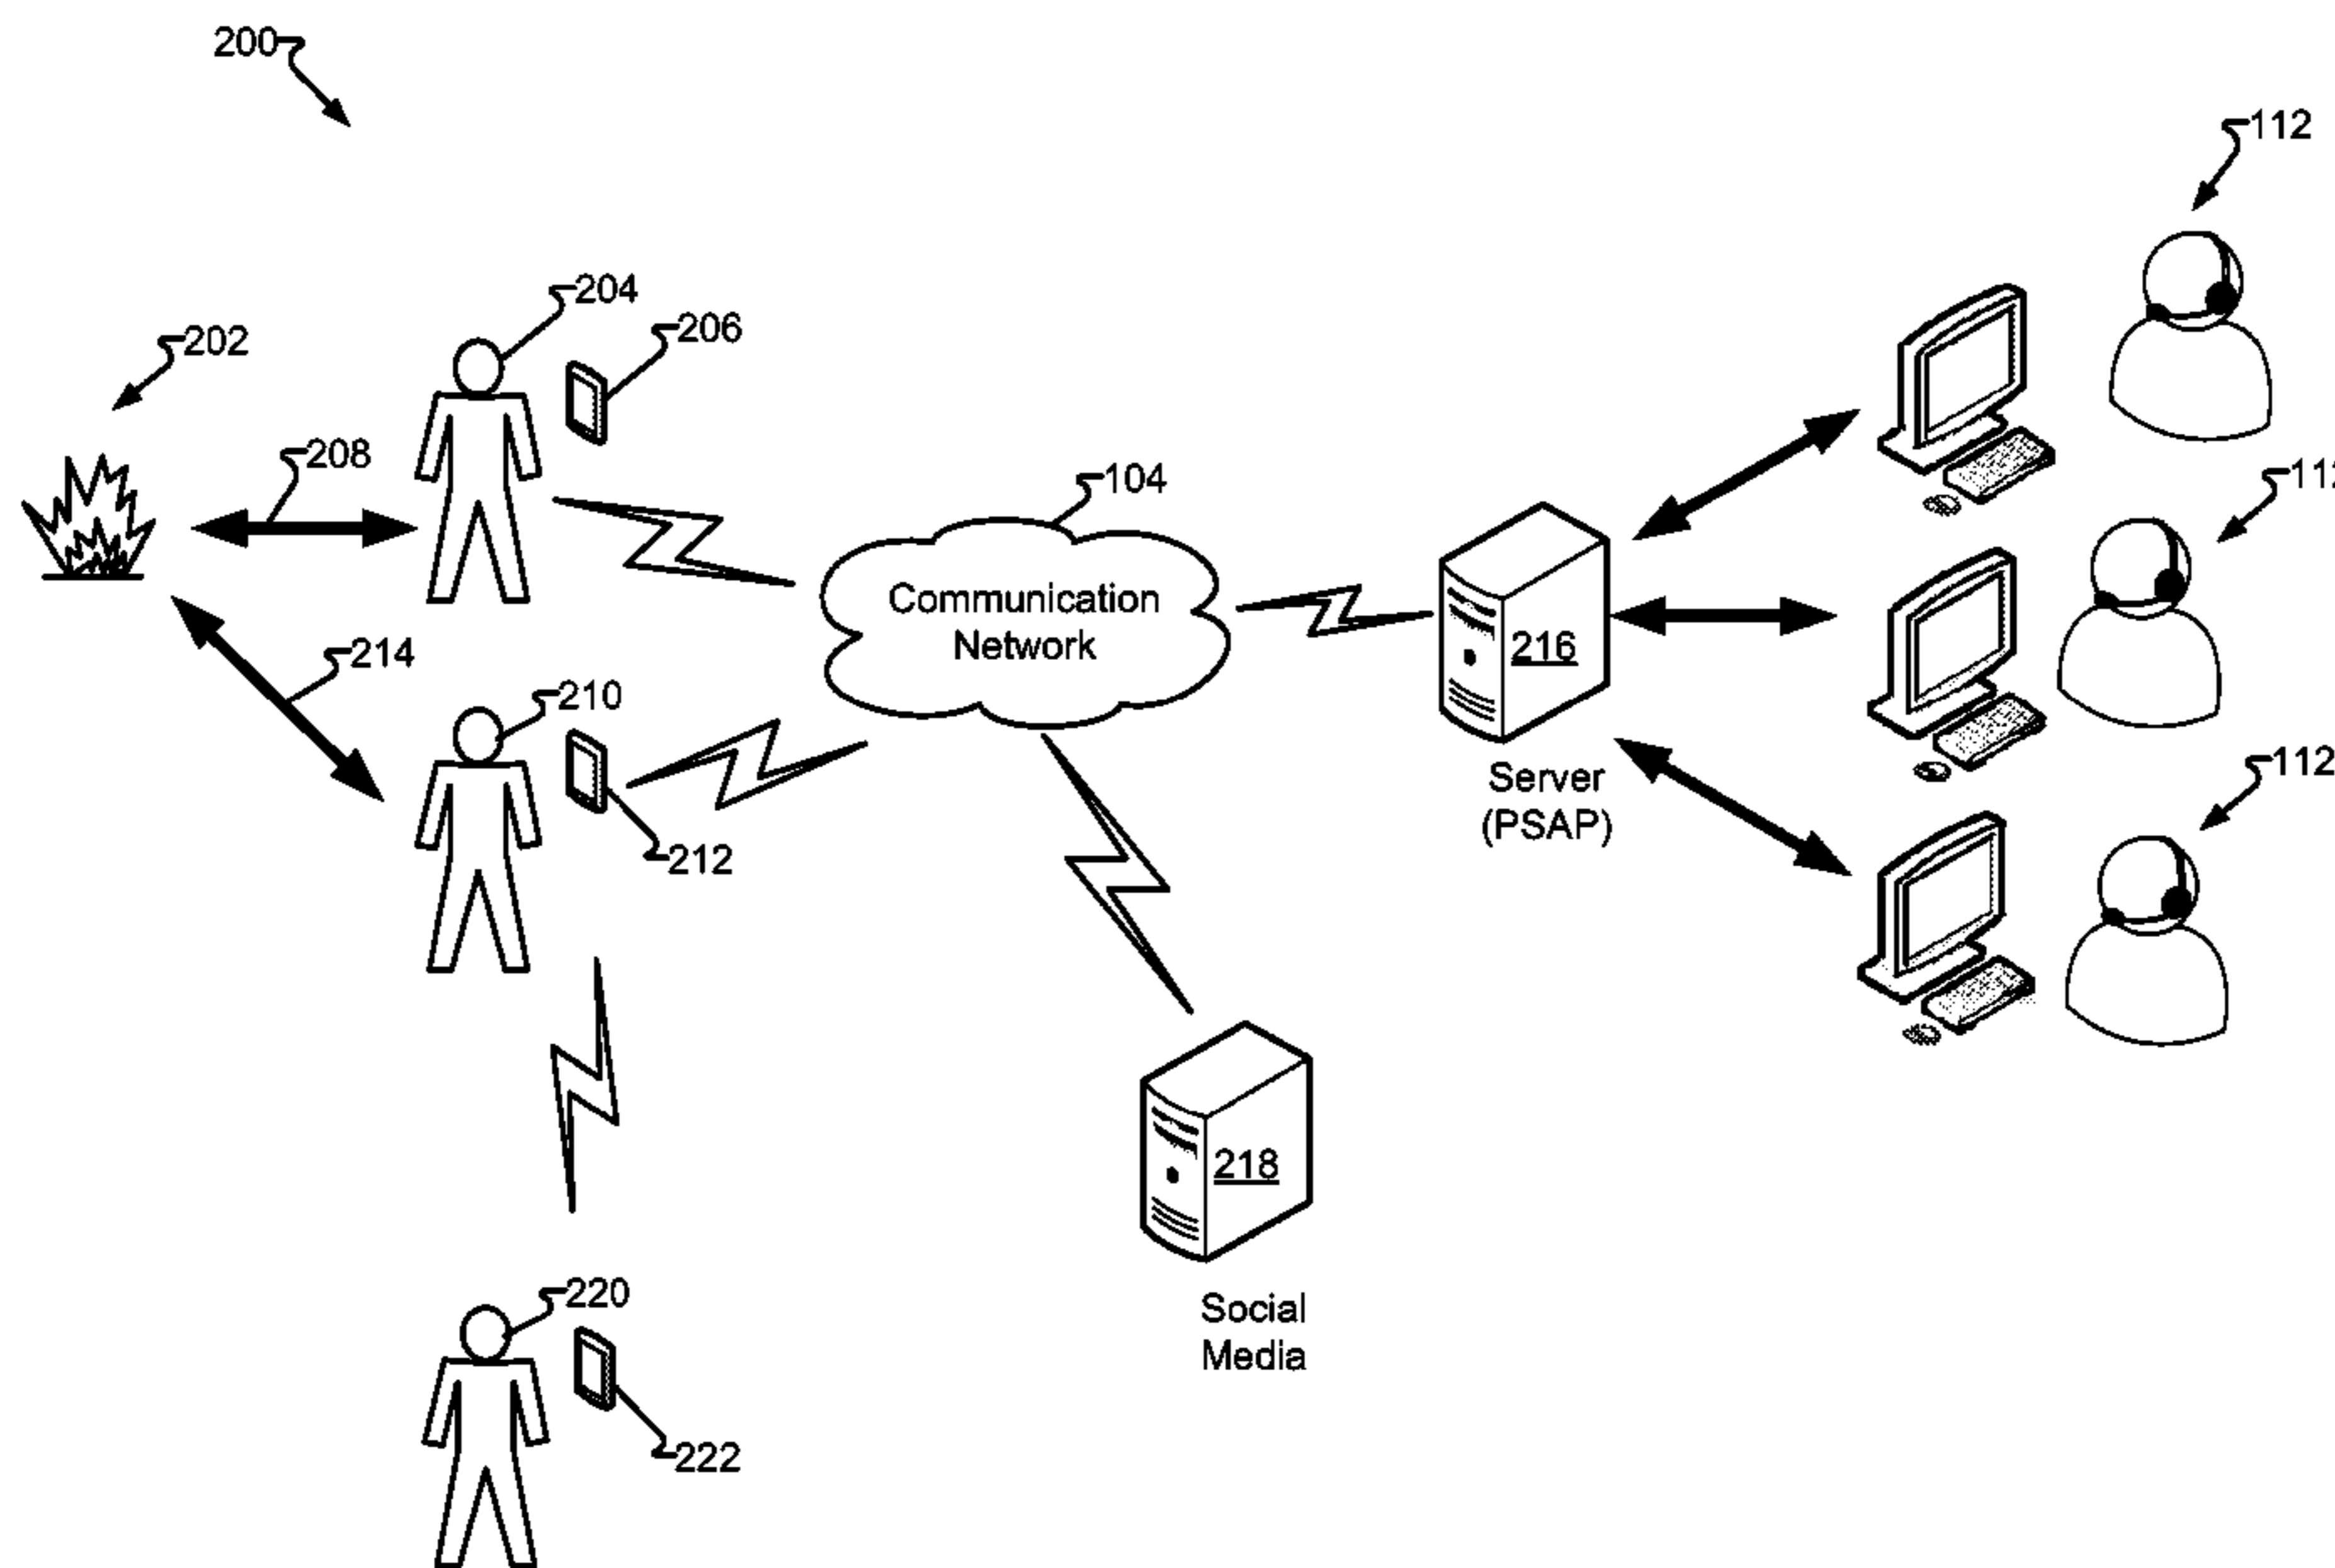 200
112
204
206
202
208
104
112
Communication
Network
216
214
210
112
Server
(PSAP)
212
218
220
Social
Media
222